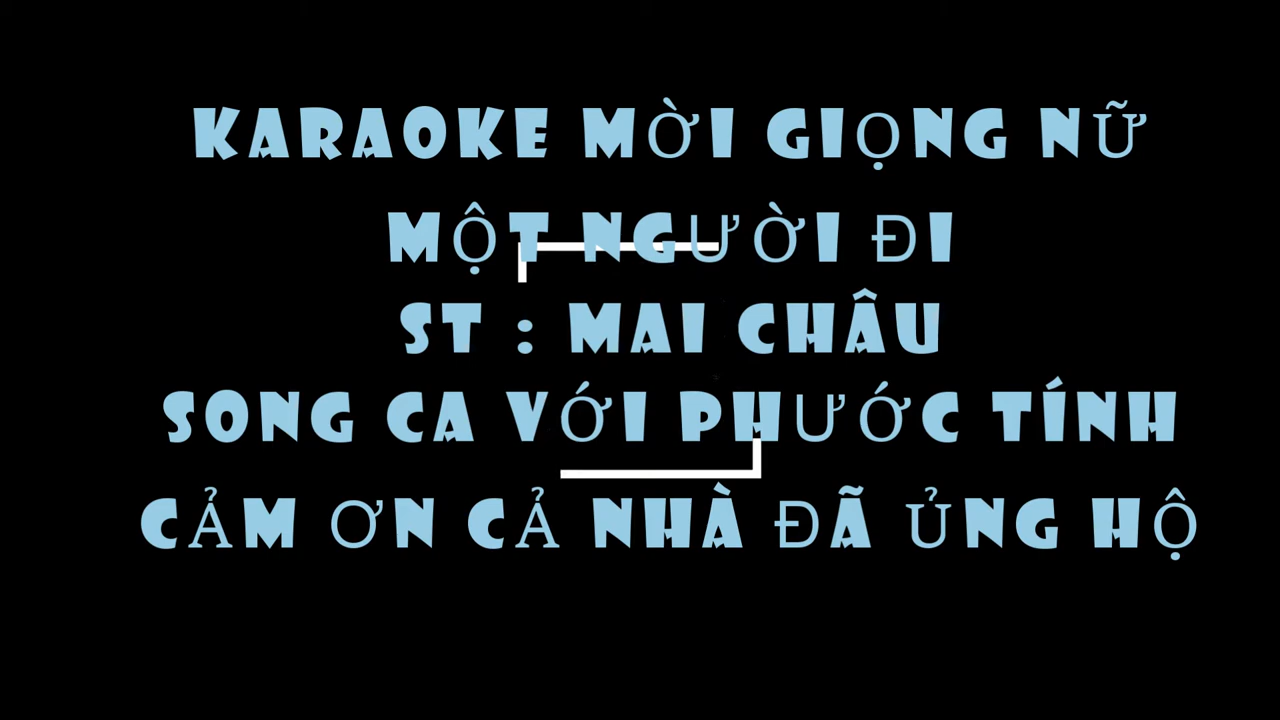 KARAOKE MỜI GIỌNG NỮ
MỘT NGƯỜI ĐI
ST : MAI CHÂU
SONG CA VỚI PHƯỚC TÍNH
CẢM ƠN CẢ NHÀ ĐÃ ỦNG HỘ